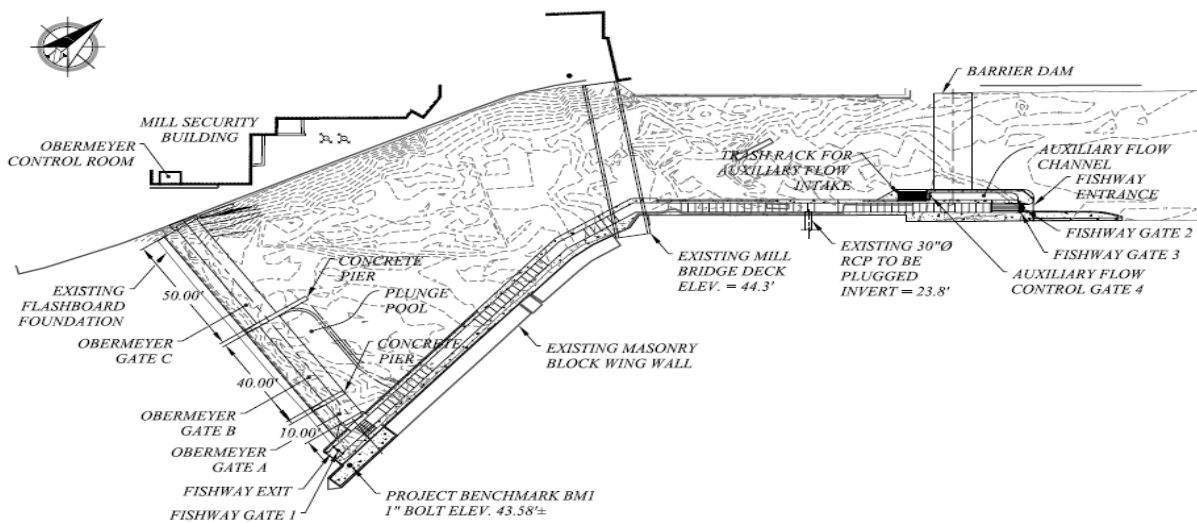 BARRIER DAM
MILL SECURITY
BUILDING
OBERMEYER
CONTROL ROOM
TRASH RACK FOR
AUXILIARY FLOW
INTAKE
AUXILIARY FLOW
CHANNEL
FISHWAY
ENTRANCE
FISHWAY GATE 2
FISHWAY GATE 3
AUXILIARY FLOW
CONTROL GATE 4
EXISTING 30"Ø
RCP TO BE
PLUGGED
INVERT = 23.8'
EXISTING MILL
BRIDGE DECK
ELEV. = 44.3'
CONCRETE
PIER
PLUNGE
POOL
EXISTING
FLASHBOARD
FOUNDATION
50.00'
OBERMEYER
GATE C
CONCRETE
PIER
EXISTING MASONRY
BLOCK WING WALL
40.00'
OBERMEYER
GATE B
10.00'
OBERMEYER
GATE A
FISHWAY EXIT
FISHWAY GATE 1
PROJECT BENCHMARK BM1
1" BOLT ELEV. 43.58'±